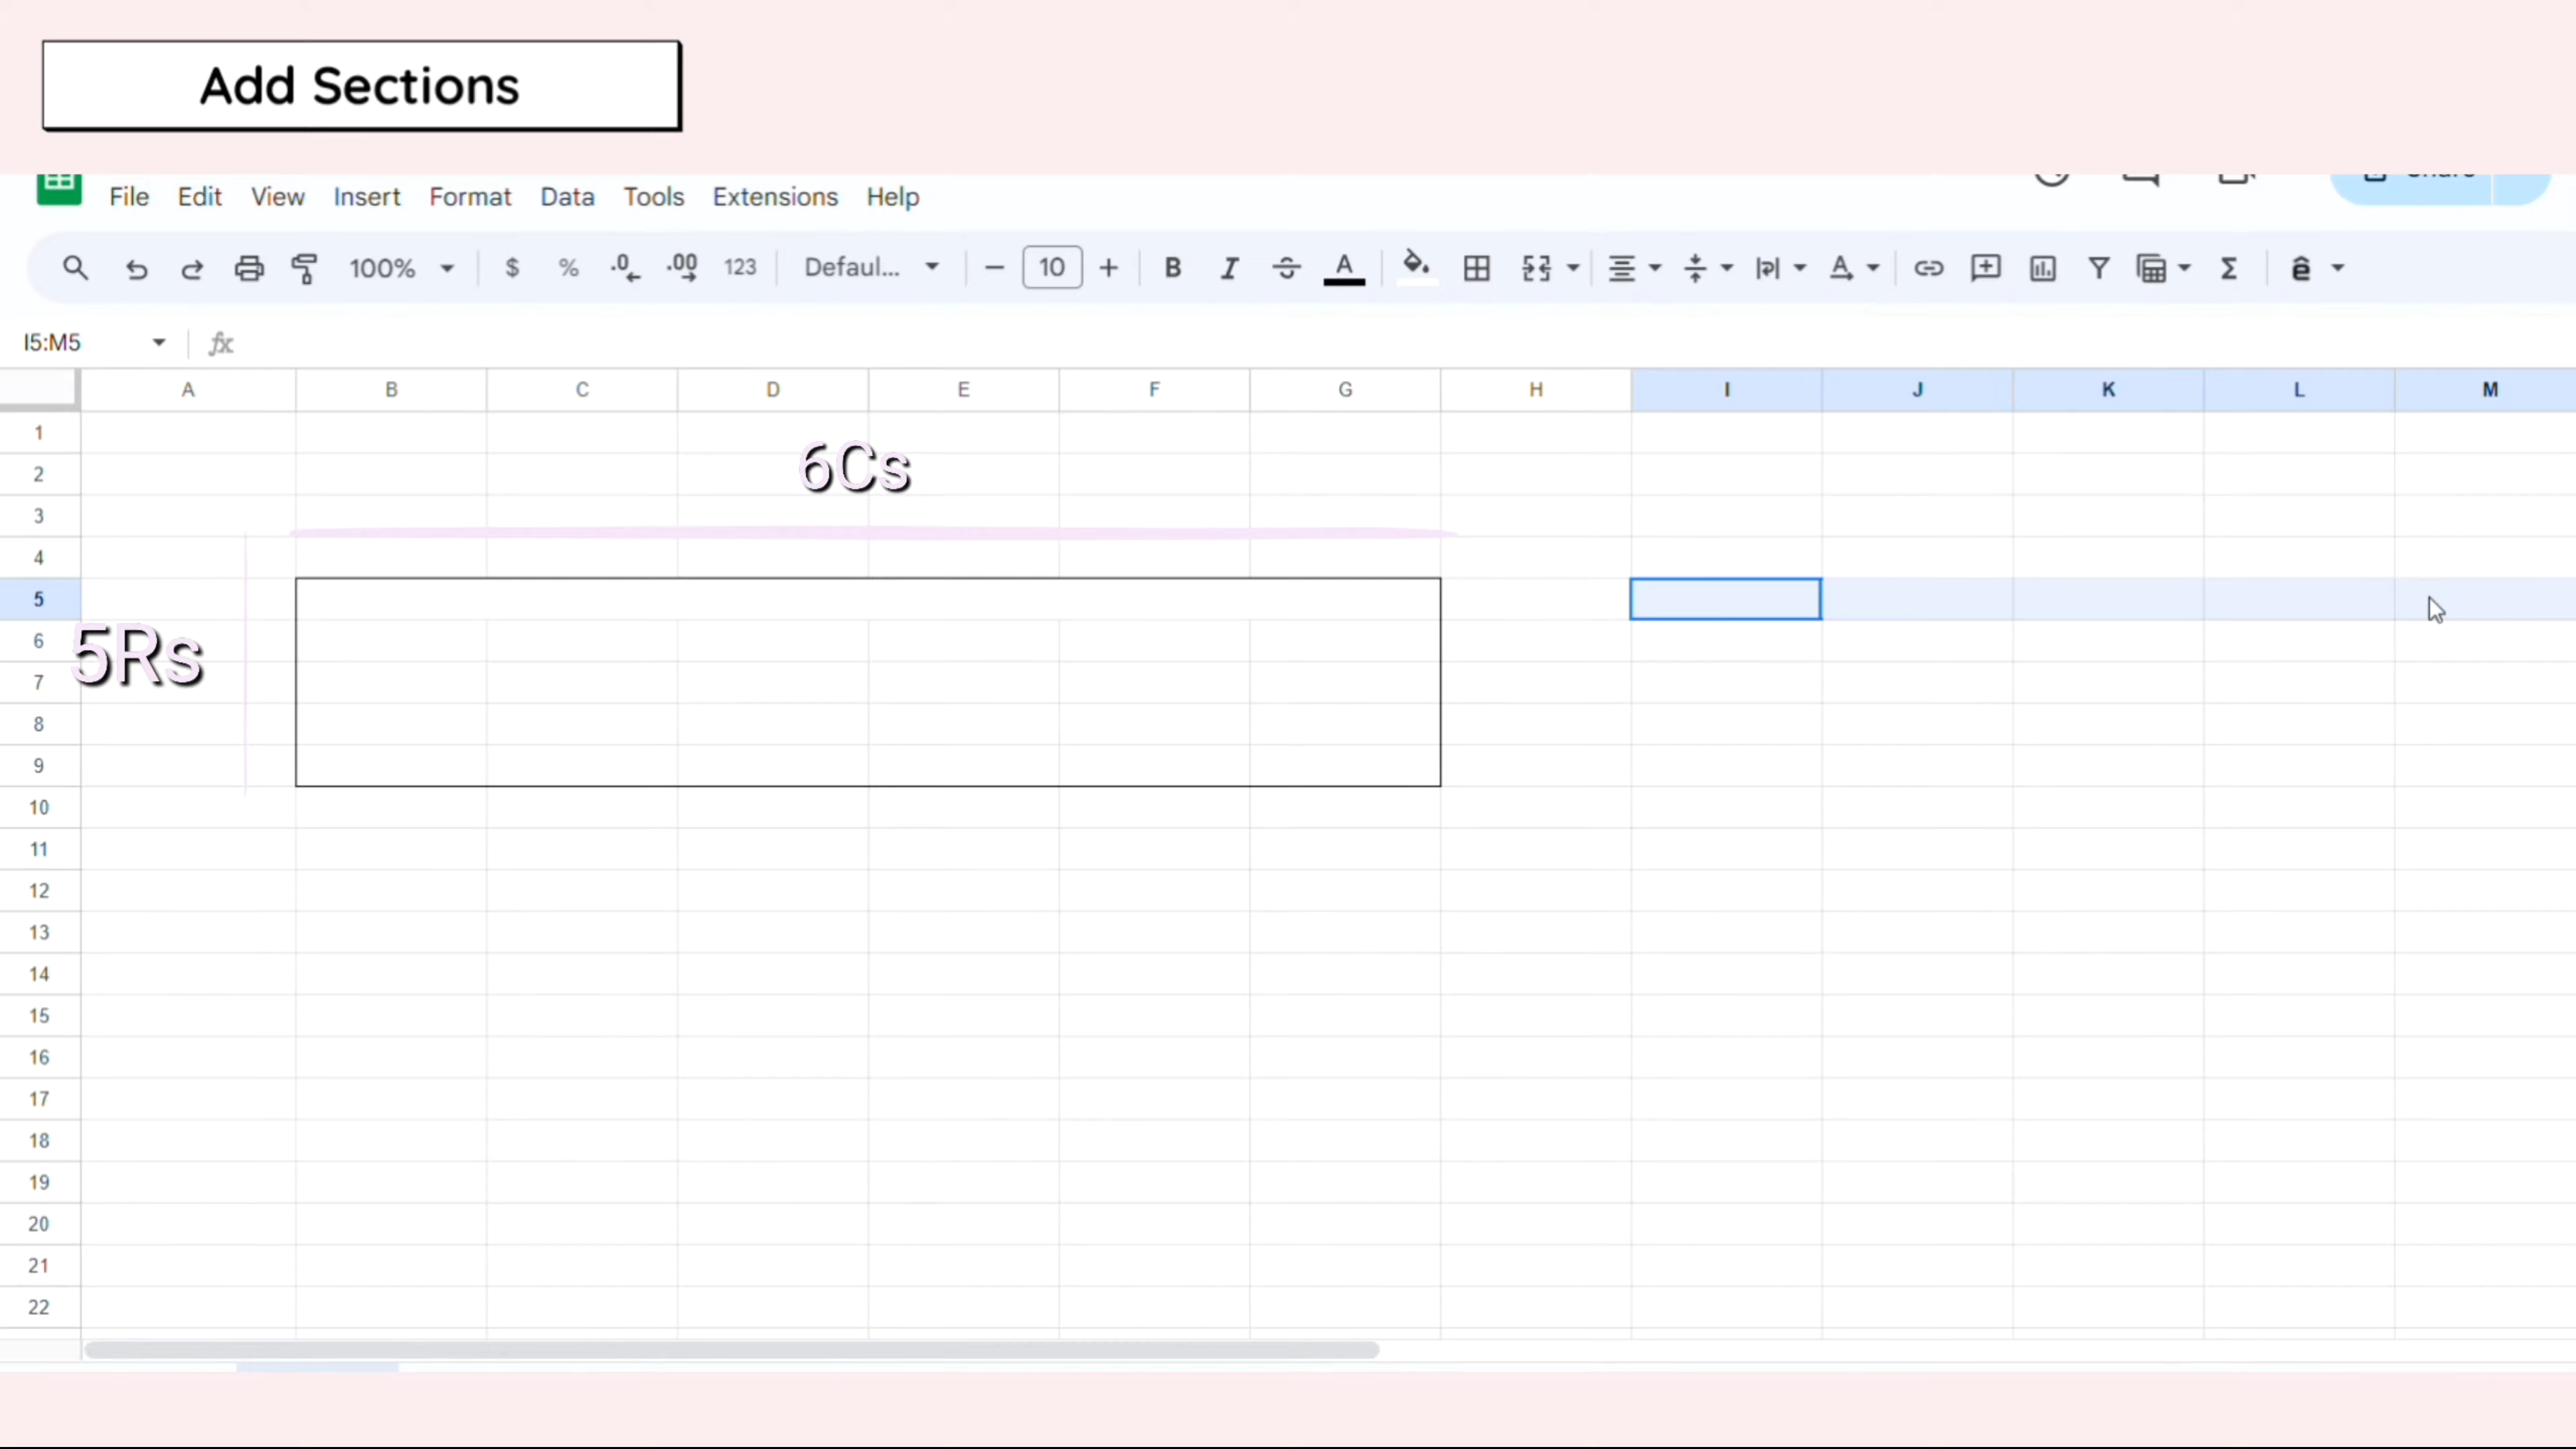 Add Sections
Share
File Edit View Insert Format Data Tools Extensions Help
100% $ % .0 .00 123 Defaul... 10 B I A A Σ ê
I5:M5 fx
A B C D E F G H I J K L M
1
6Cs
2
3
4
5
6
5Rs
7
8
9
10
11
12
13
14
15
16
17
18
19
20
21
22